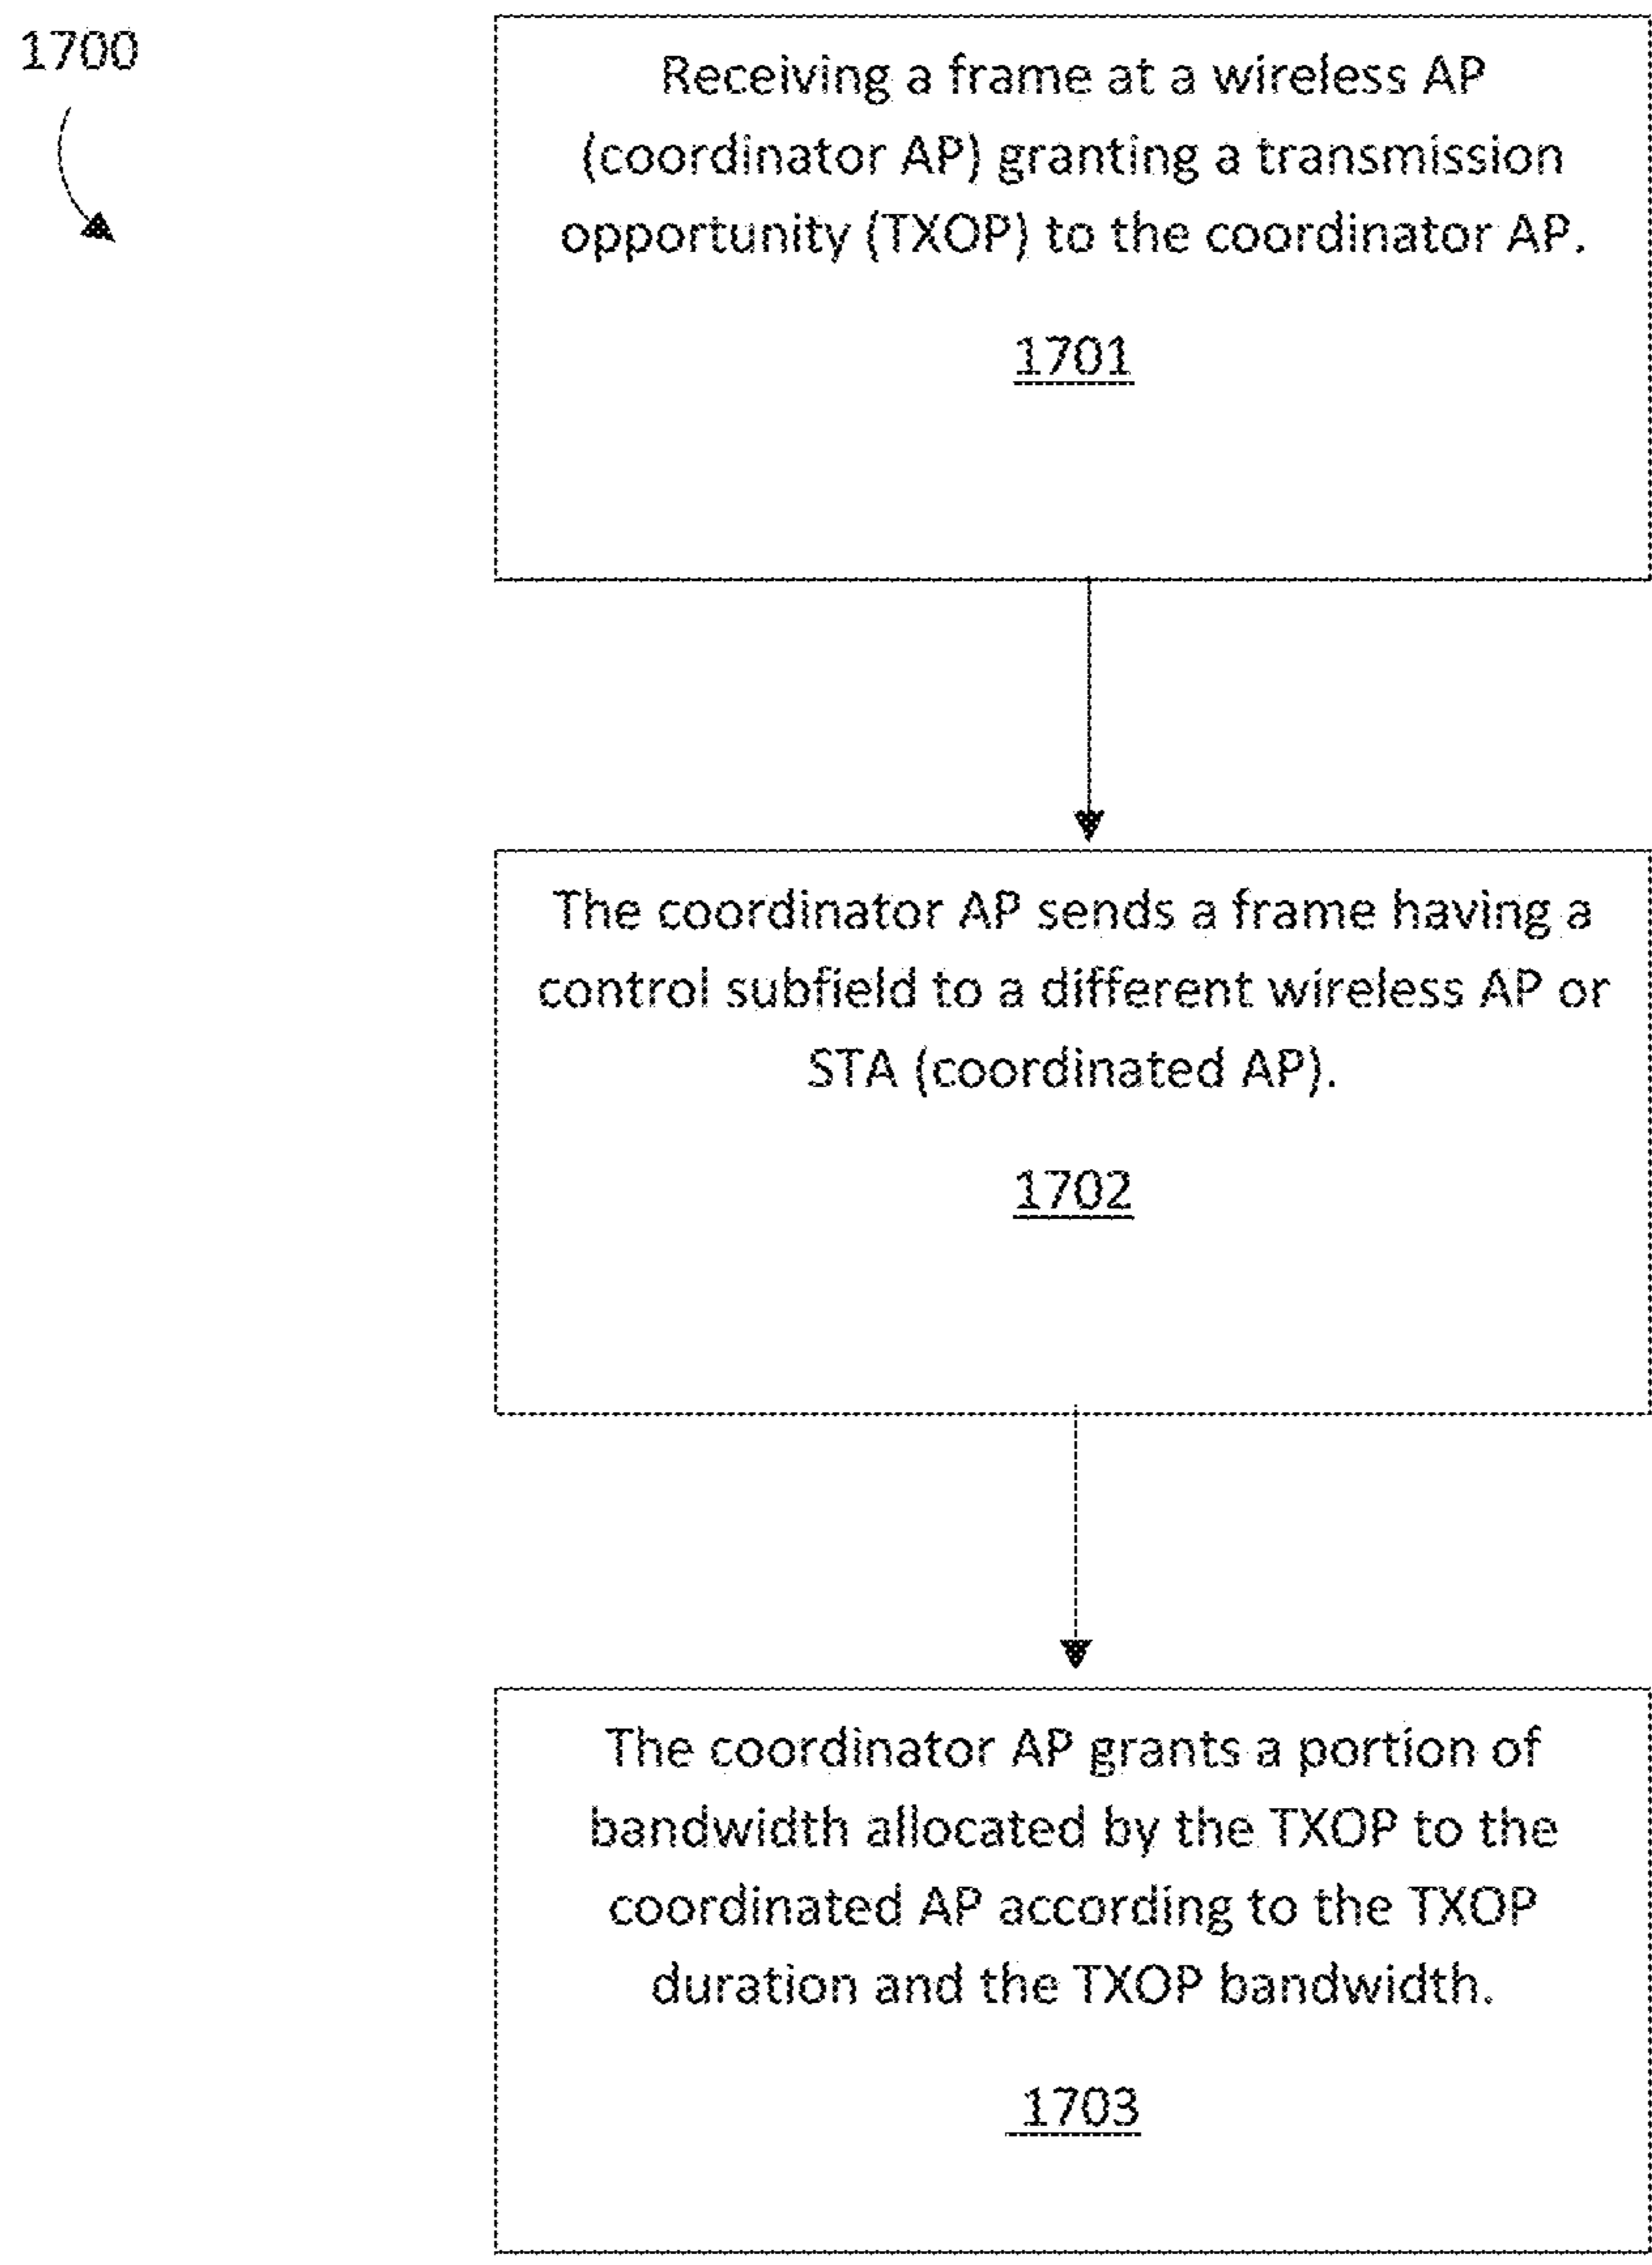 1700
Receiving a frame at a wireless AP
(coordinator AP) granting a transmission
opportunity (TXOP) to the coordinator AP.
1701
The coordinator AP sends a frame having a
control subfield to a different wireless AP or
STA (coordinated AP).
1702
The coordinator AP grants a portion of
bandwidth allocated by the TXOP to the
coordinated AP according to the TXOP
duration and the TXOP bandwidth.
1703